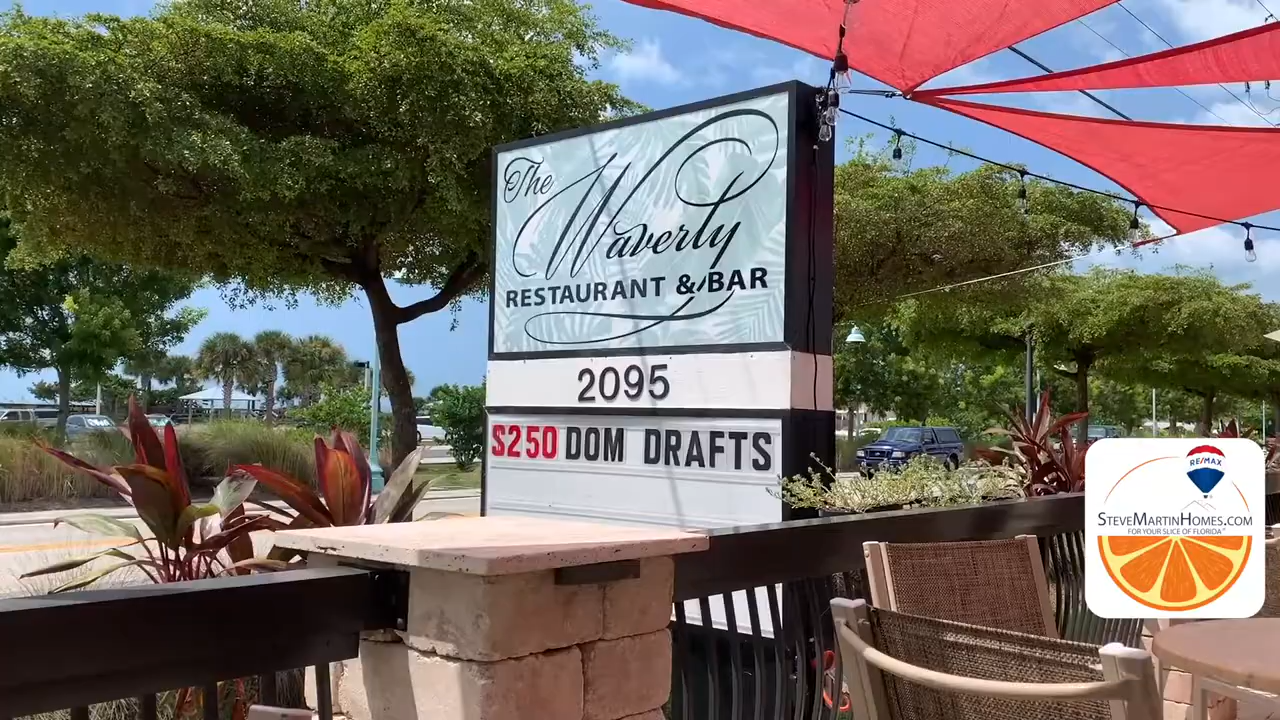 The
Waverly
RESTAURANT & BAR
2095
$250 DOM DRAFTS
RE/MAX
SteveMartinHomes.com
FOR YOUR SLICE OF FLORIDA